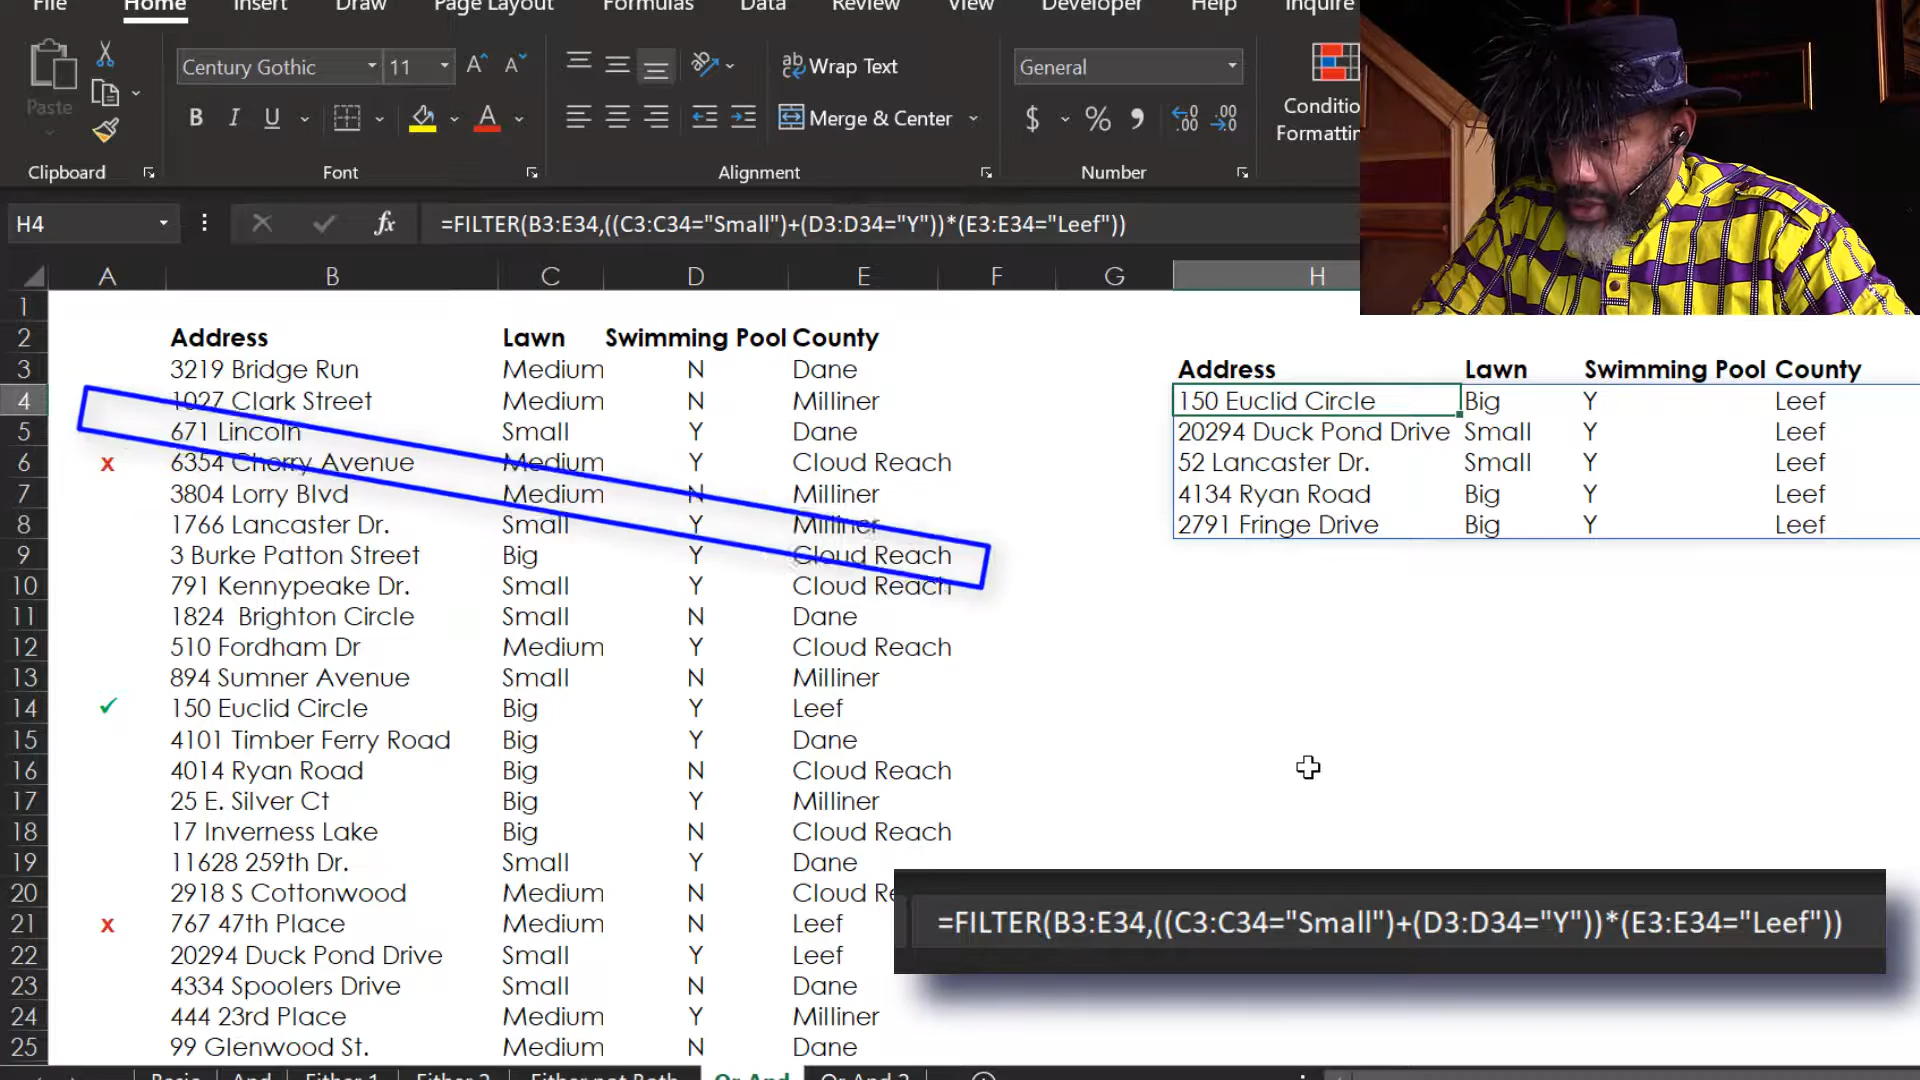 File Home Insert Draw Page Layout Formulas Data Review View Developer Help Inquire
Paste
Century Gothic 11
Wrap Text
General
Merge & Center
Conditio
Formattin
Clipboard Font Alignment Number
H4 fx =FILTER(B3:E34,((C3:C34="Small")+(D3:D34="Y"))*(E3:E34="Leef"))
A B C D E F G H
1
2 Address Lawn Swimming Pool County
3 3219 Bridge Run Medium N Dane Address Lawn Swimming Pool County
4 1027 Clark Street Medium N Milliner 150 Euclid Circle Big Y Leef
5 671 Lincoln Small Y Dane 20294 Duck Pond Drive Small Y Leef
6 x 6354 Cherry Avenue Medium Y Cloud Reach 52 Lancaster Dr. Small Y Leef
7 3804 Lorry Blvd Medium N Milliner 4134 Ryan Road Big Y Leef
8 1766 Lancaster Dr. Small Y Milliner 2791 Fringe Drive Big Y Leef
9 3 Burke Patton Street Big Y Cloud Reach
10 791 Kennypeake Dr. Small Y Cloud Reach
11 1824 Brighton Circle Small N Dane
12 510 Fordham Dr Medium Y Cloud Reach
13 894 Sumner Avenue Small N Milliner
14 ✓ 150 Euclid Circle Big Y Leef
15 4101 Timber Ferry Road Big Y Dane
16 4014 Ryan Road Big N Cloud Reach
17 25 E. Silver Ct Big Y Milliner
18 17 Inverness Lake Big N Cloud Reach
19 11628 259th Dr. Small Y Dane
20 2918 S Cottonwood Medium N Cloud Re
21 x 767 47th Place Medium N Leef
=FILTER(B3:E34,((C3:C34="Small")+(D3:D34="Y"))*(E3:E34="Leef"))
22 20294 Duck Pond Drive Small Y Leef
23 4334 Spoolers Drive Small N Dane
24 444 23rd Place Medium Y Milliner
25 99 Glenwood St. Medium N Dane
Basic And Either 1 Either 2 Either not Both Or And Or And 2